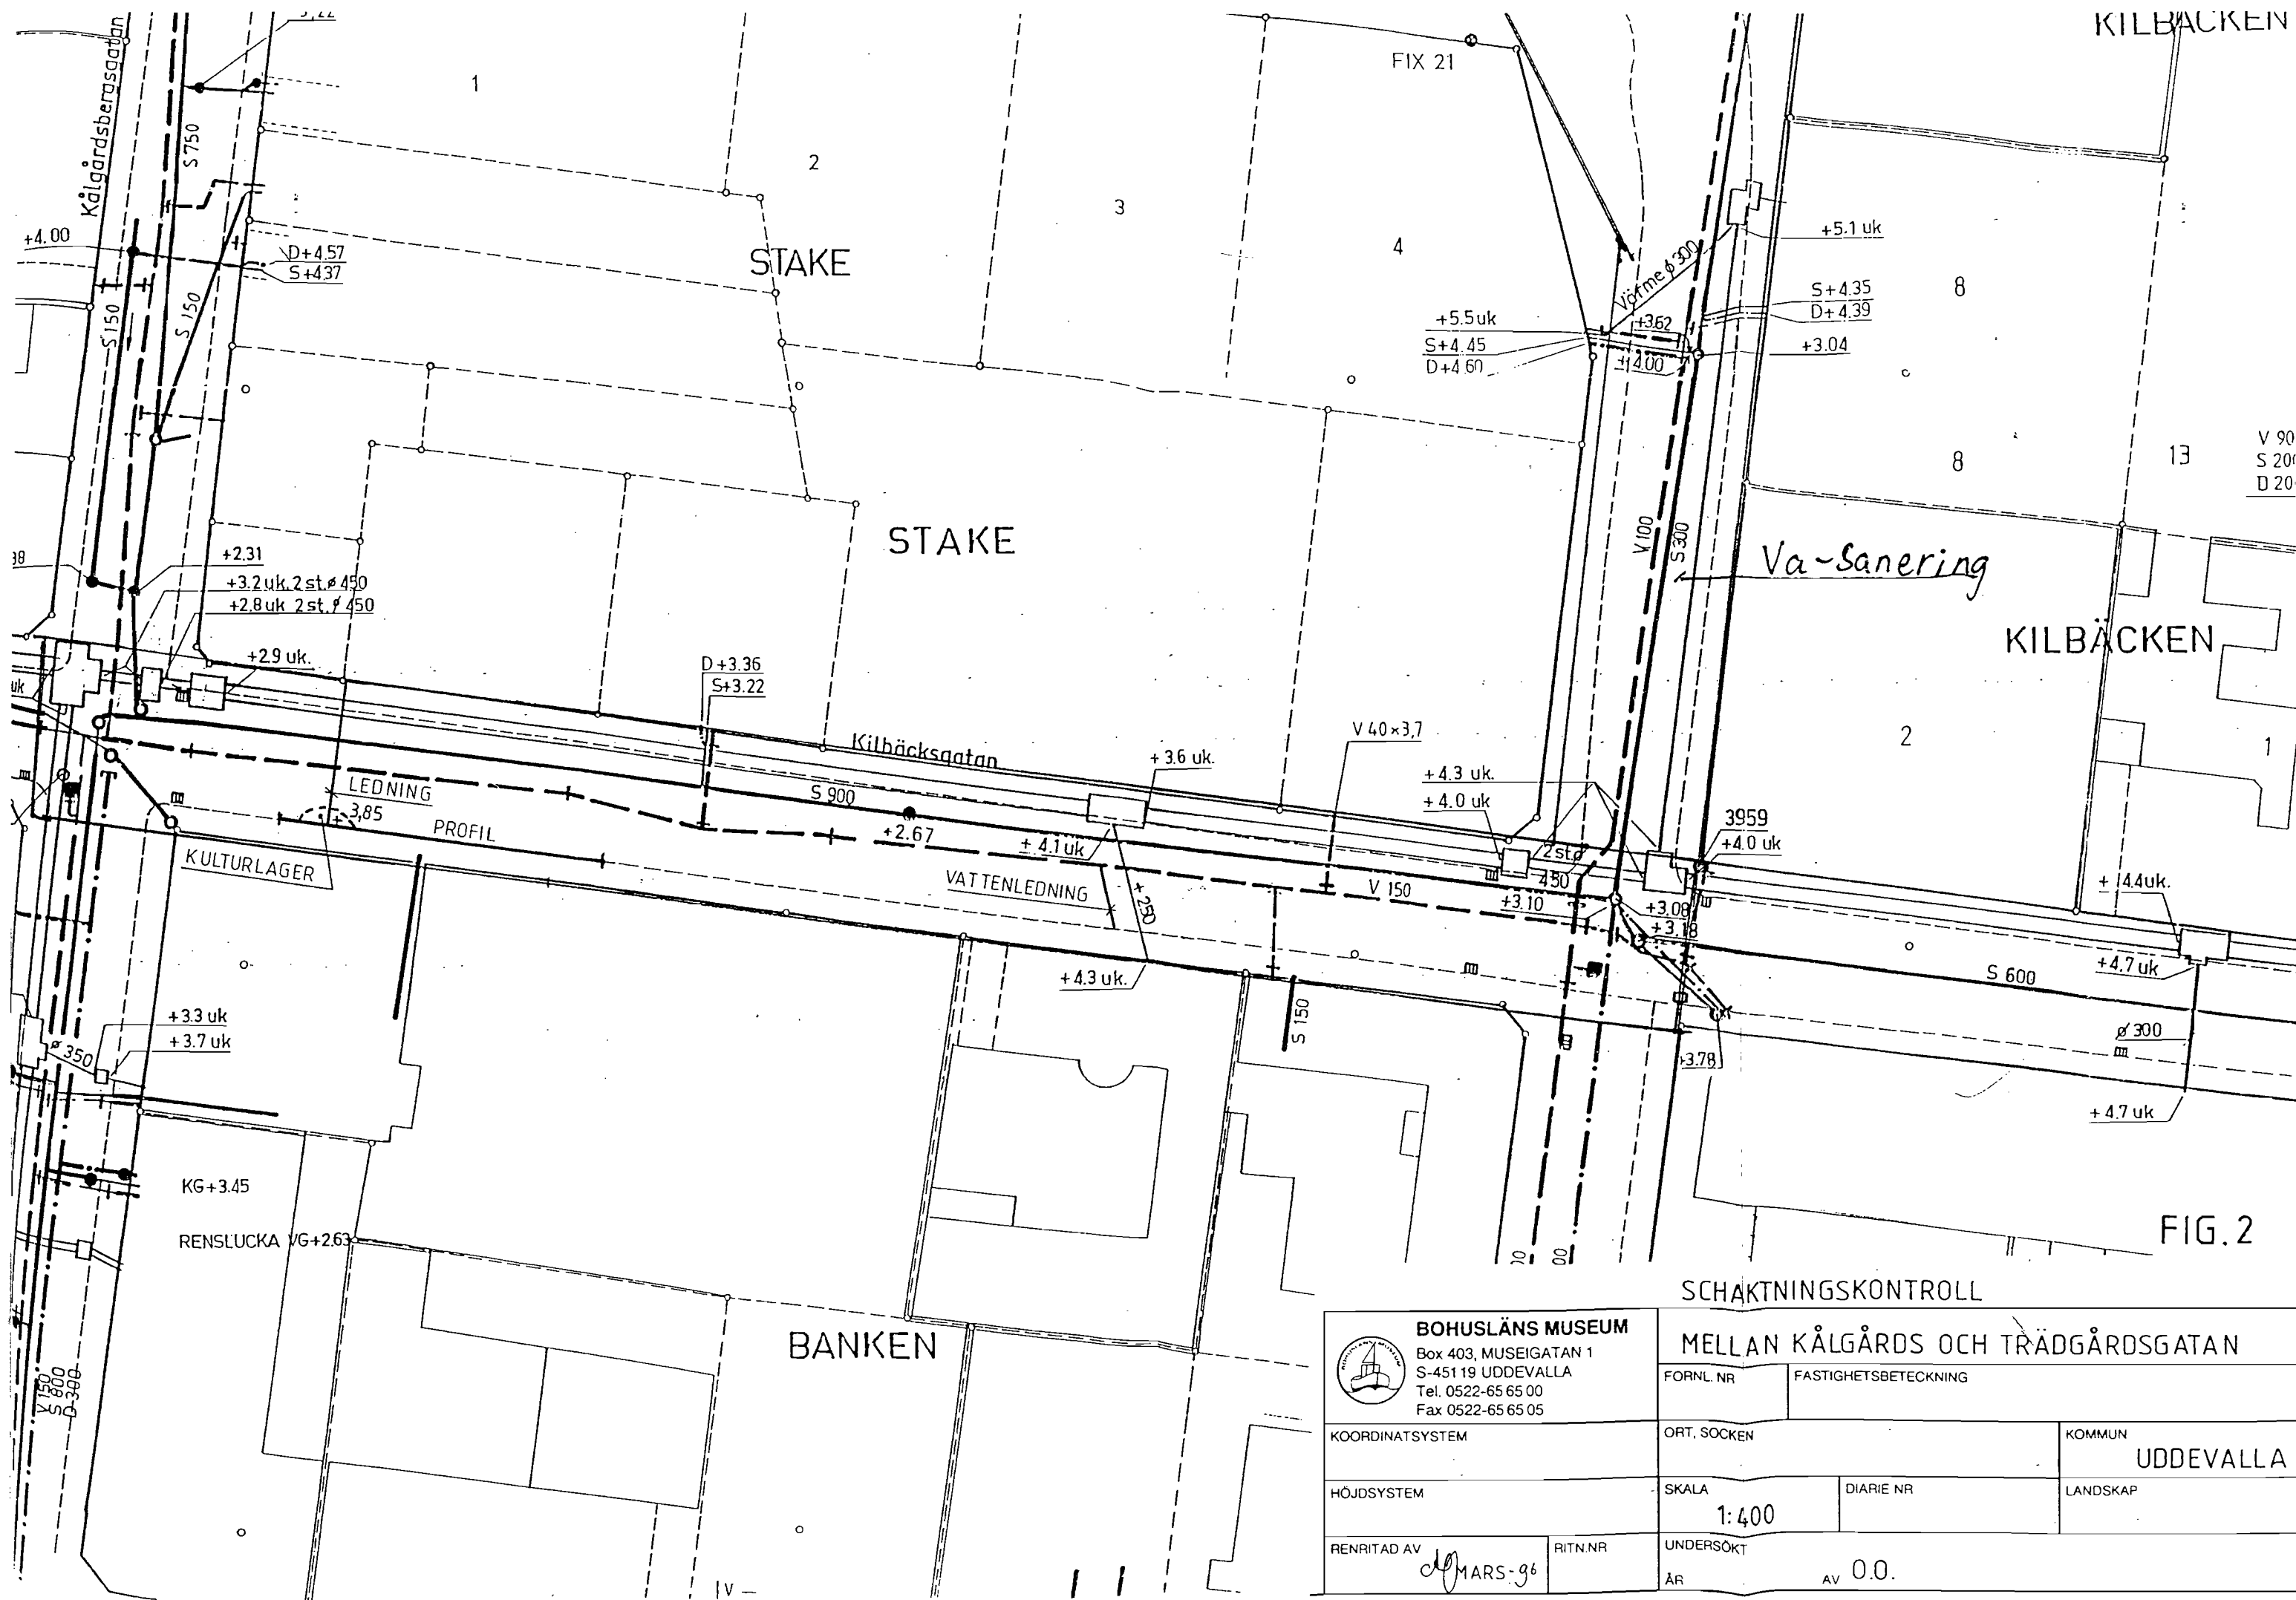 KILBÄCKEN
FIX 21
Kålgårdsbergsgatan
1
2
3
4
S 750
+4.00
D+4.57
S+4.37
S 150
S 150
STAKE
Värme ø 300
+5.1 uk
S+4.35
D+4.39
+3.04
8
+5.5 uk
S+4.45
D+4.60
+3.62
+4.00
8
13
V 90
S 20
D 20
STAKE
V 100
S 300
Va-Sanering
KILBÄCKEN
+2.31
+3.2 uk. 2 st. ø 450
+2.8 uk 2 st. ø 450
+2.9 uk.
uk
D +3.36
S+3.22
Kilbäcksgatan
V 40×3,7
+ 3.6 uk.
+ 4.3 uk.
+ 4.0 uk
2
1
LEDNING
+ 3,85
PROFIL
KULTURLAGER
S 900
+2.67
+ 4.1 uk
VATTENLEDNING
+ 250
V 150
2 st ø
450
3959
+4.0 uk
+3.10
+3.08
+3.18
+ 4.4 uk.
+4.7 uk
S 600
+ 4.3 uk.
S 150
+3.78
ø 300
+ 4.7 uk
+3.3 uk
+ 3.7 uk
ø 350
KG+3.45
RENSLUCKA VG+2.63
BANKEN
V 150
S 800
D 300
FIG. 2
SCHAKTNINGSKONTROLL
BOHUSLÄNS MUSEUM
Box 403, MUSEIGATAN 1
S-451 19 UDDEVALLA
Tel. 0522-65 65 00
Fax 0522-65 65 05
MELLAN KÅLGÅRDS OCH TRÄDGÅRDSGATAN
FORNL. NR
FASTIGHETSBETECKNING
KOORDINATSYSTEM
ORT, SOCKEN
KOMMUN
UDDEVALLA
HÖJDSYSTEM
SKALA
1:400
DIARIE NR
LANDSKAP
RENRITAD AV
MARS-96
RITN.NR
UNDERSÖKT
ÅR
AV O.O.